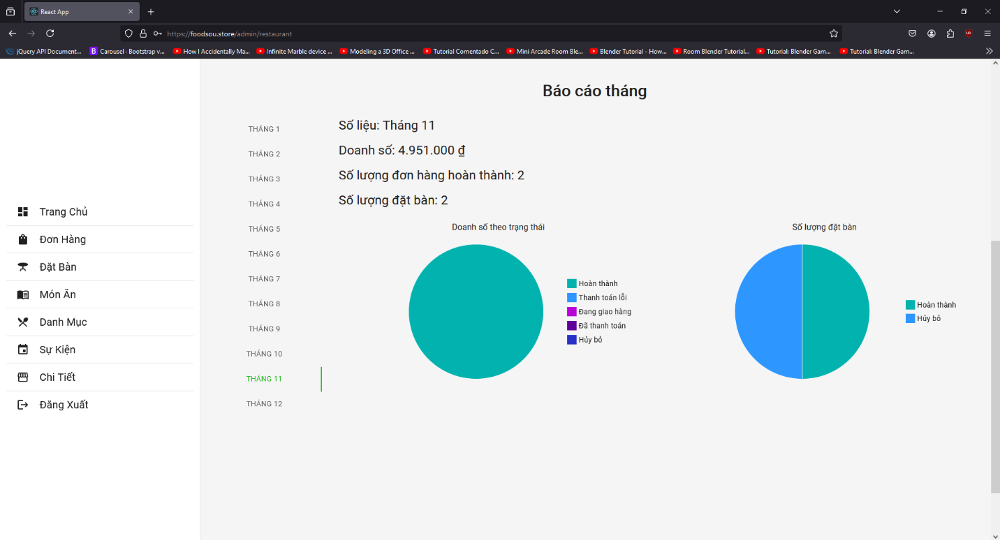 React App
https://foodsou.store/admin/restaurant
jQuery API Document...
Carousel · Bootstrap v...
How I Accidentally Ma...
Infinite Marble device ...
Modeling a 3D Office ...
Tutorial Comentado C...
Mini Arcade Room Ble...
Blender Tutorial - How...
Room Blender Tutorial...
Tutorial: Blender Gam...
Tutorial: Blender Gam...
Trang Chủ
Đơn Hàng
Đặt Bàn
Món Ăn
Danh Mục
Sự Kiện
Chi Tiết
Đăng Xuất
Báo cáo tháng
THÁNG 1
THÁNG 2
THÁNG 3
THÁNG 4
THÁNG 5
THÁNG 6
THÁNG 7
THÁNG 8
THÁNG 9
THÁNG 10
THÁNG 11
THÁNG 12
Số liệu: Tháng 11
Doanh số: 4.951.000 ₫
Số lượng đơn hàng hoàn thành: 2
Số lượng đặt bàn: 2
Doanh số theo trạng thái
Hoàn thành
Thanh toán lỗi
Đang giao hàng
Đã thanh toán
Hủy bỏ
Số lượng đặt bàn
Hoàn thành
Hủy bỏ